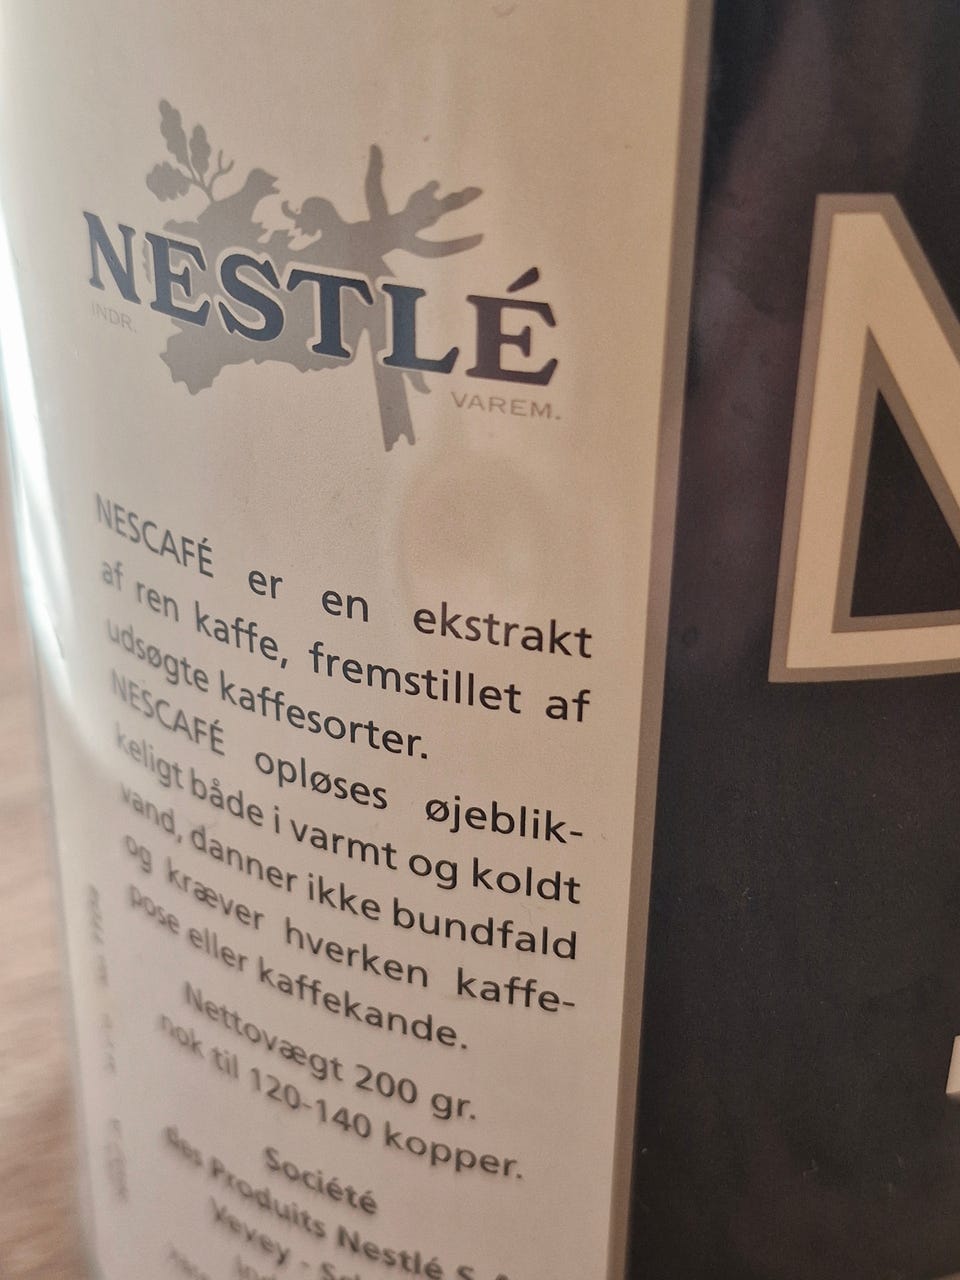 NESTLÉ
INDR.
VAREM.
NESCAFÉ er en ekstrakt
af ren kaffe, fremstillet af
udsøgte kaffesorter.
NESCAFÉ opløses øjeblik-
keligt både i varmt og koldt
vand, danner ikke bundfald
og kræver hverken kaffe-
pose eller kaffekande.
Nettovægt 200 gr.
nok til 120-140 kopper.
Société
des Produits Nestlé S.
Vevey -
N